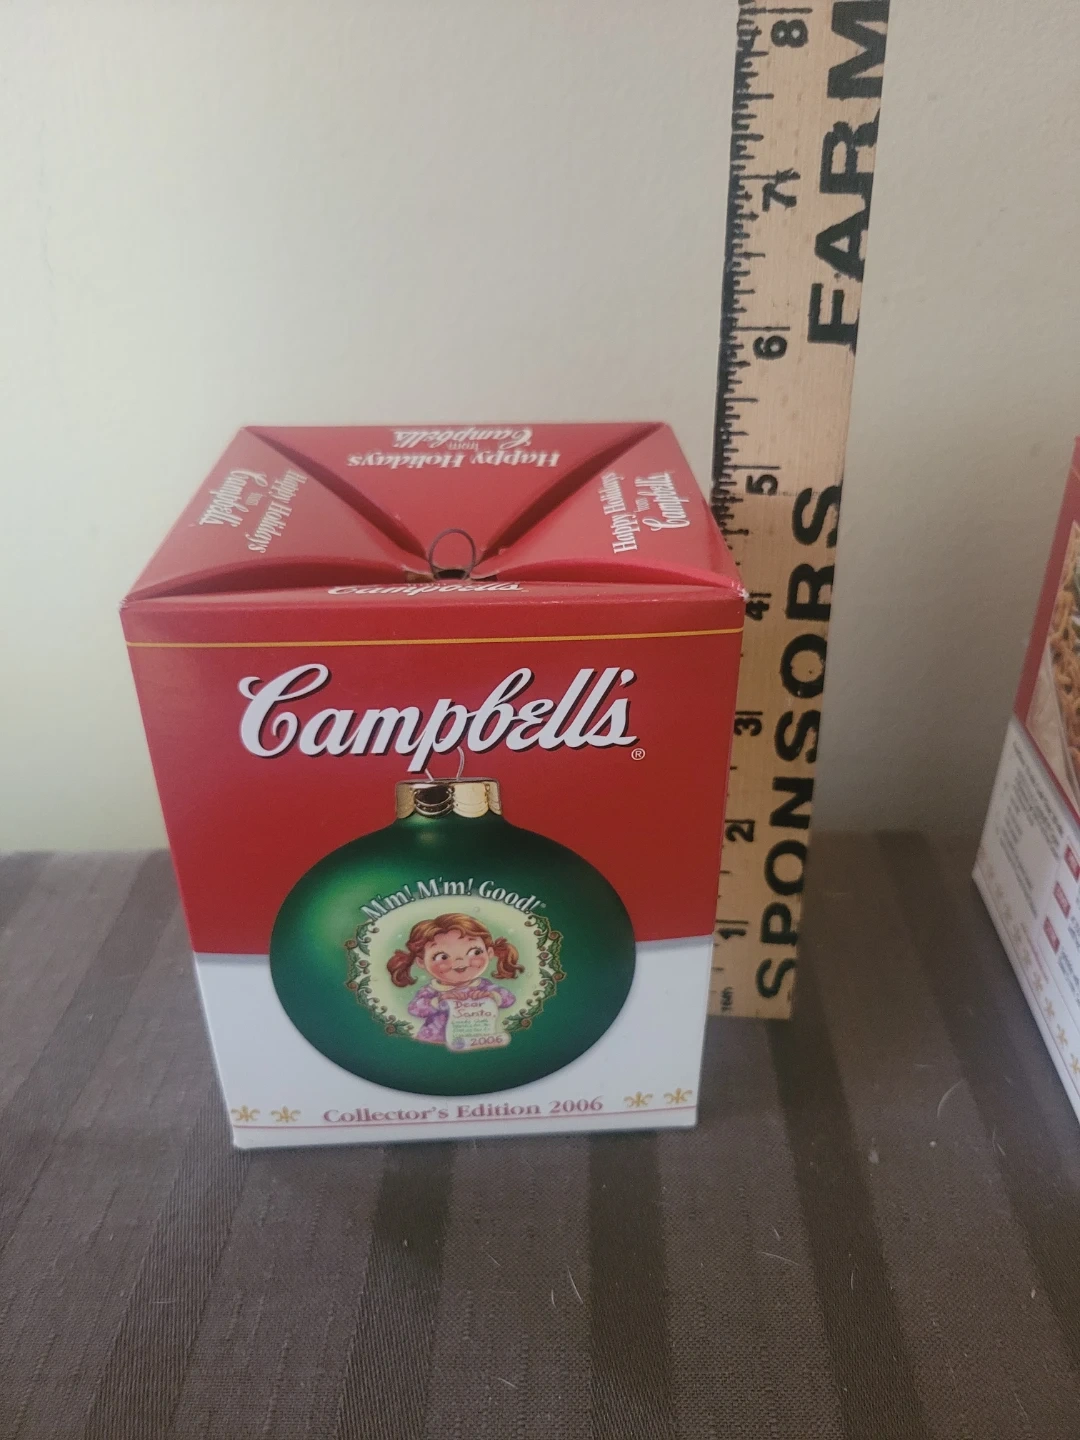 Happy Holidays
from
Campbell's
Happy Holidays
from
Campbell's
Happy Holidays
from
Campbell's
Campbell's
Campbell's®
M'm! M'm! Good!®
Dear
Santa,
2006
Collector's Edition 2006
8
7
6
5
4
3
2
1
FARM
SPONSORS